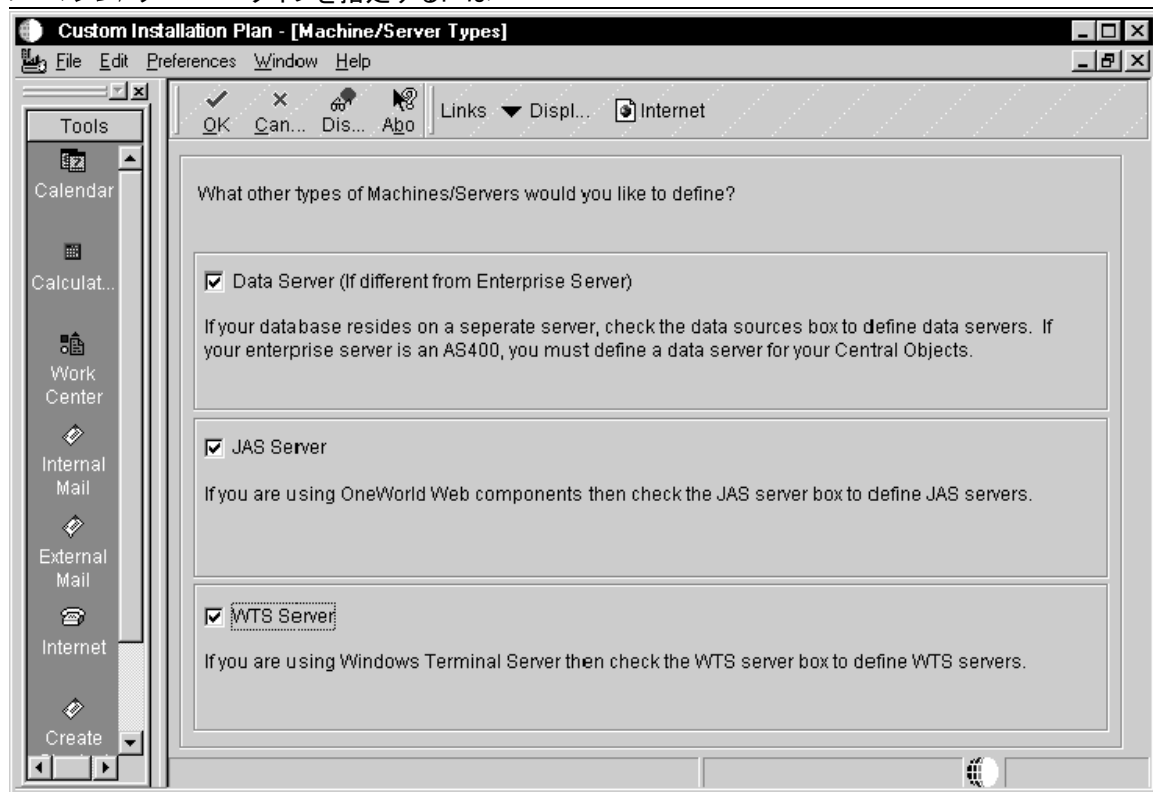 Custom Installation Plan - [Machine/Server Types]
File Edit Preferences Window Help
Tools
OK Can... Dis... Abo Links Displ... Internet
Calendar
Calculat...
Work
Center
Internal
Mail
External
Mail
Internet
Create
What other types of Machines/Servers would you like to define?
Data Server (If different from Enterprise Server)
If your database resides on a seperate server, check the data sources box to define data servers. If
your enterprise server is an AS400, you must define a data server for your Central Objects.
JAS Server
If you are using OneWorld Web components then check the JAS server box to define JAS servers.
WTS Server
If you are using Windows Terminal Server then check the WTS server box to define WTS servers.